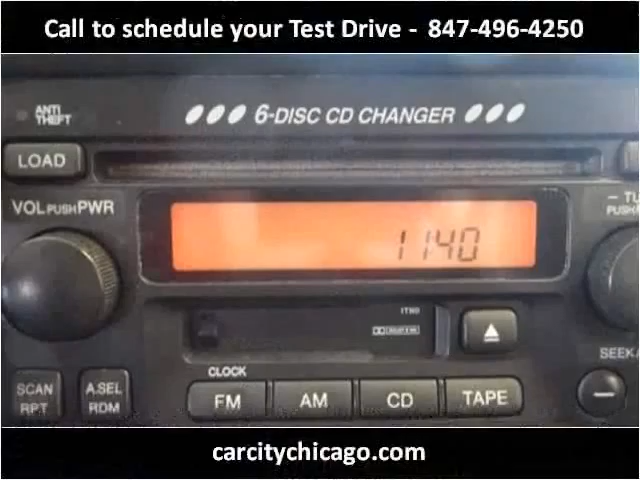 Call to schedule your Test Drive - 847-496-4250
ANTI
THEFT
6-DISC CD CHANGER
LOAD
VOL PUSH PWR
TU
PUSH
1140
CLOCK
SEEK/
SCAN
RPT
A.SEL
RDM
FM
AM
CD
TAPE
carcitychicago.com